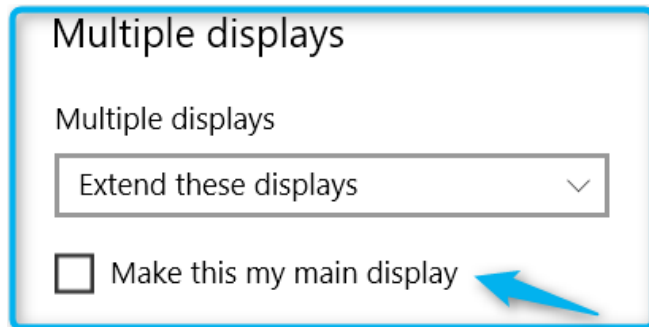 Multiple displays
Multiple displays
Extend these displays
Make this my main display